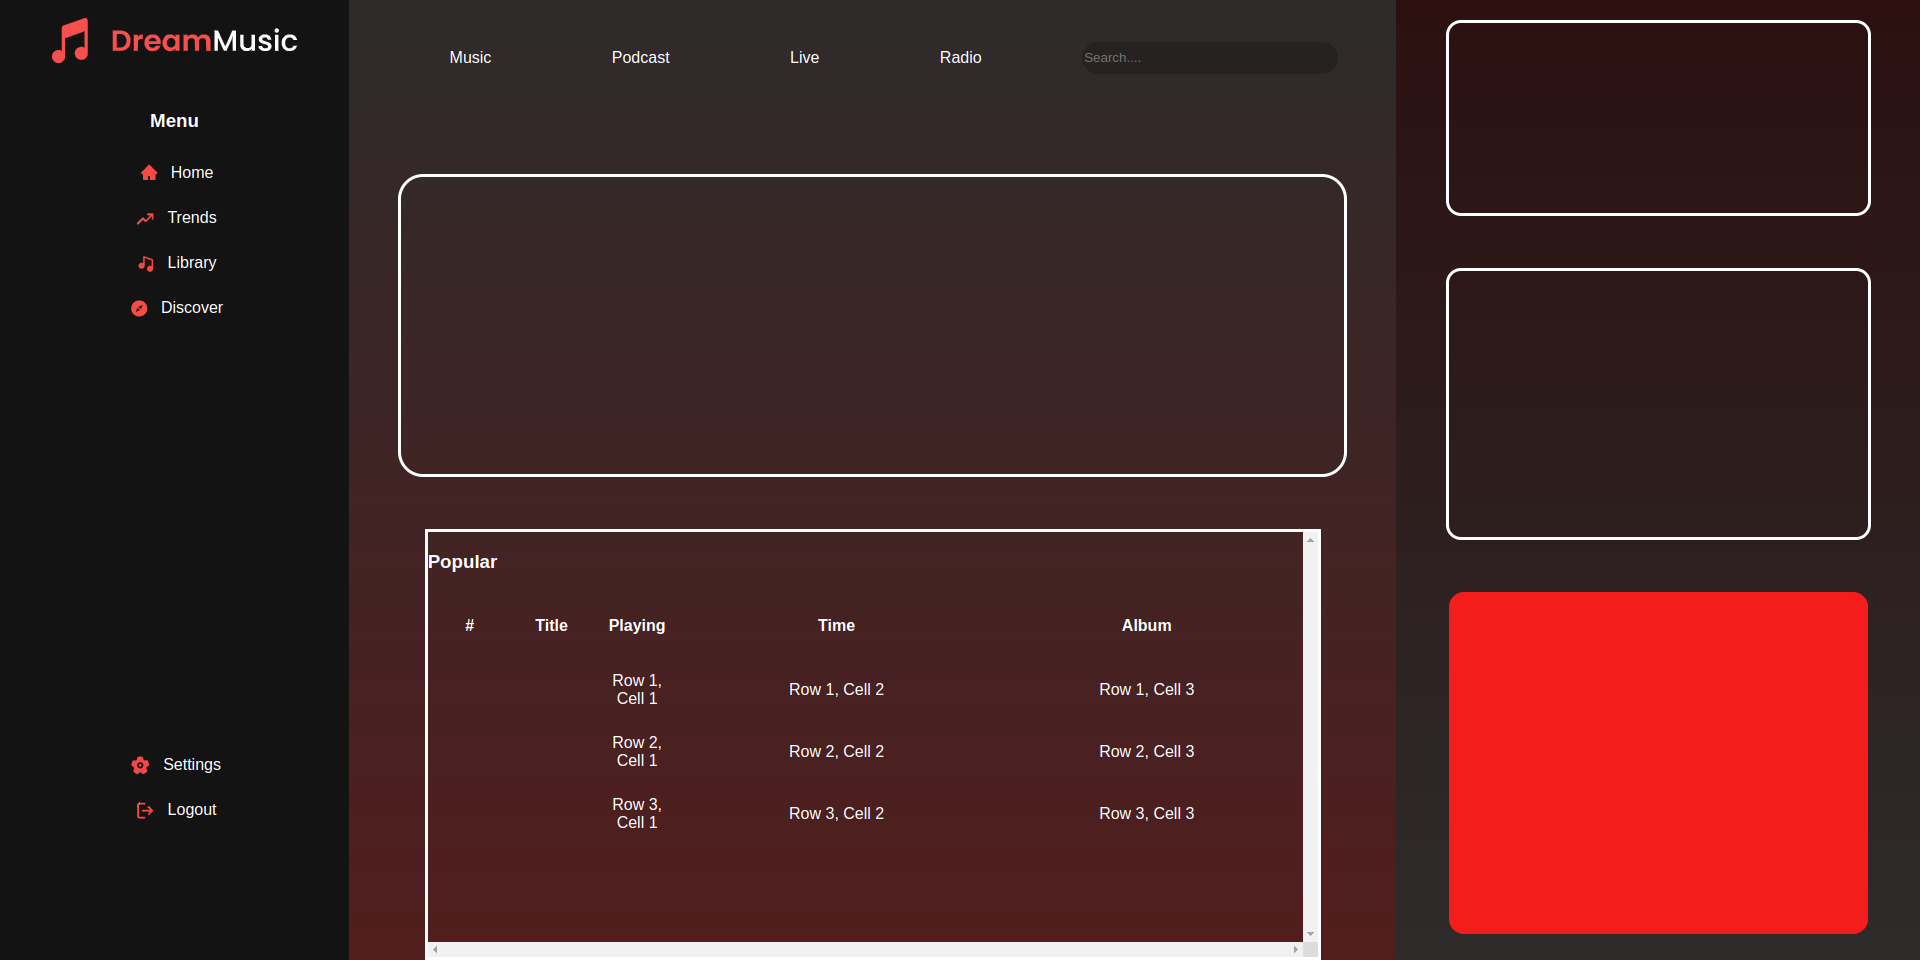 DreamMusic
Menu
Home
Trends
Library
Discover
Settings
Logout
Music Podcast Live Radio Search....
Popular
# Title Playing Time Album
Row 1,
Cell 1 Row 1, Cell 2 Row 1, Cell 3
Row 2,
Cell 1 Row 2, Cell 2 Row 2, Cell 3
Row 3,
Cell 1 Row 3, Cell 2 Row 3, Cell 3